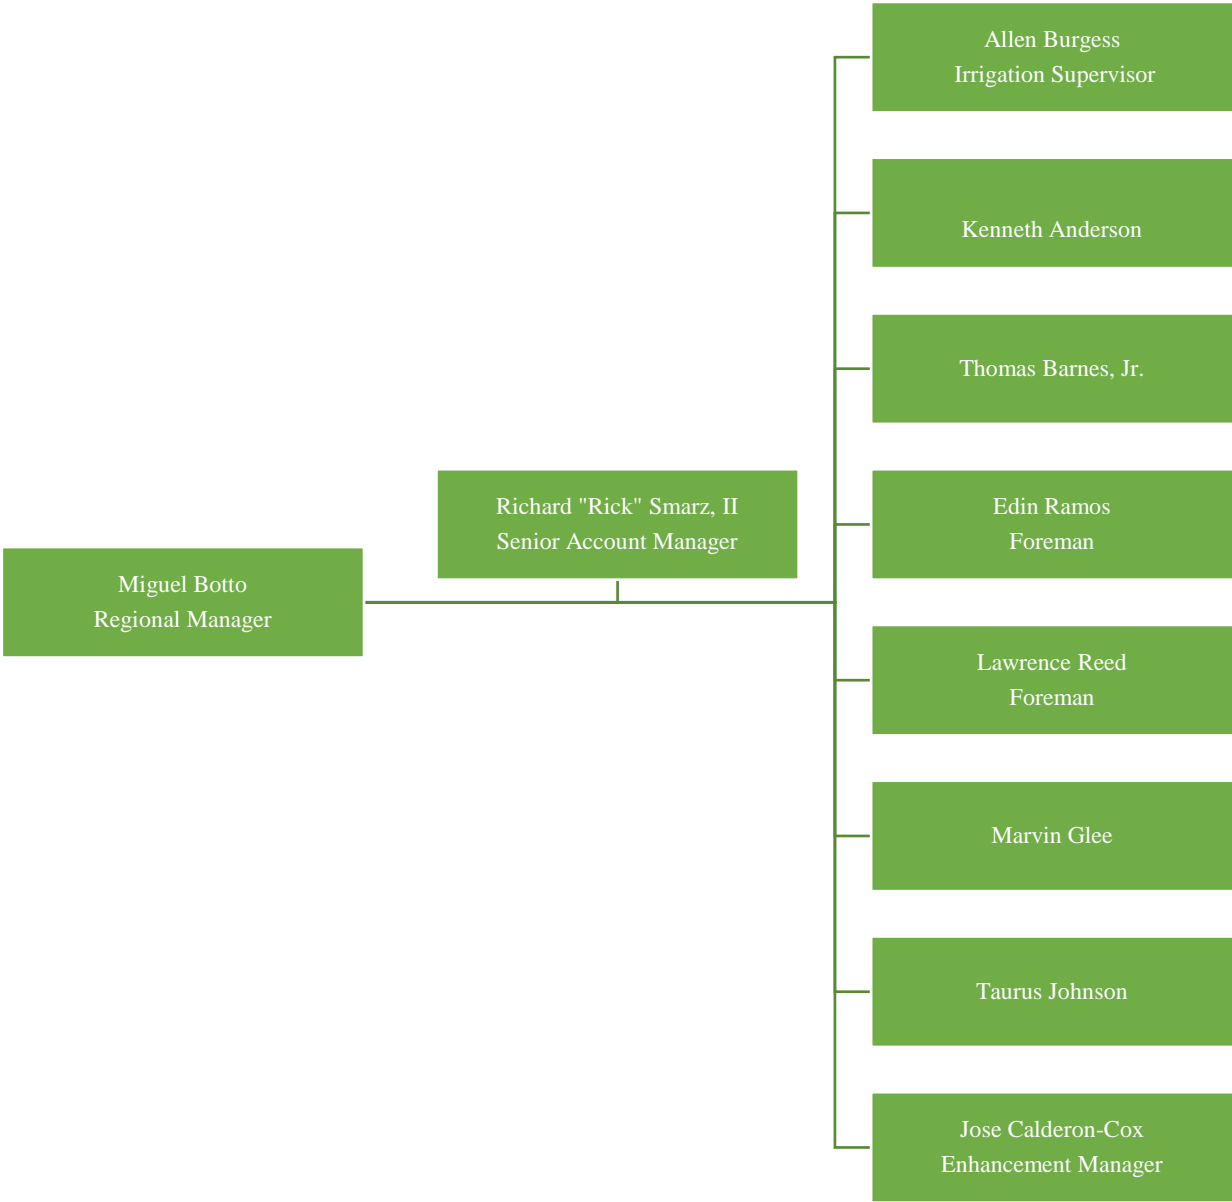 Miguel Botto
Regional Manager
Richard "Rick" Smarz, II
Senior Account Manager
Allen Burgess
Irrigation Supervisor
Kenneth Anderson
Thomas Barnes, Jr.
Edin Ramos
Foreman
Lawrence Reed
Foreman
Marvin Glee
Taurus Johnson
Jose Calderon-Cox
Enhancement Manager